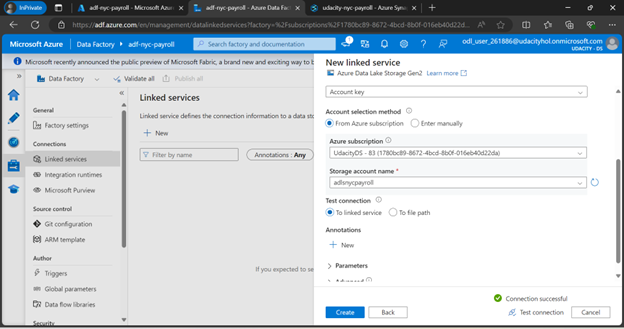 InPrivate
adf-nyc-payroll - Microsoft Azu
adf-nyc-payroll - Azure Data Fac
udacity-nyc-payroll - Azure Syna
https://adf.azure.com/en/management/datalinkedservices?factory=%2Fsubscriptions%2F1780bc89-8672-4bcd-8b0f-016eb40d22d...
Microsoft Azure
Data Factory
adf-nyc-payroll
Search factory and documentation
odl_user_261886@udacityhol.onmicrosoft.com
UDACITY - DS
Microsoft recently announced the public preview of Microsoft Fabric, a brand new and exciting way to b
Data Factory
Validate all
Publish all
General
Factory settings
Connections
Linked services
Integration runtimes
Microsoft Purview
Source control
Git configuration
ARM template
Author
Triggers
Global parameters
Data flow libraries
Security
Linked services
Linked service defines the connection information to a data sto
New
Filter by name
Annotations : Any
If you expected to se
New linked service
Azure Data Lake Storage Gen2 Learn more
Account key
Account selection method
From Azure subscription
Enter manually
Azure subscription
UdacityDS - 83 (1780bc89-8672-4bcd-8b0f-016eb40d22da)
Storage account name *
adlsnycpayroll
Test connection
To linked service
To file path
Annotations
New
Parameters
Advanced
Connection successful
Create
Back
Test connection
Cancel